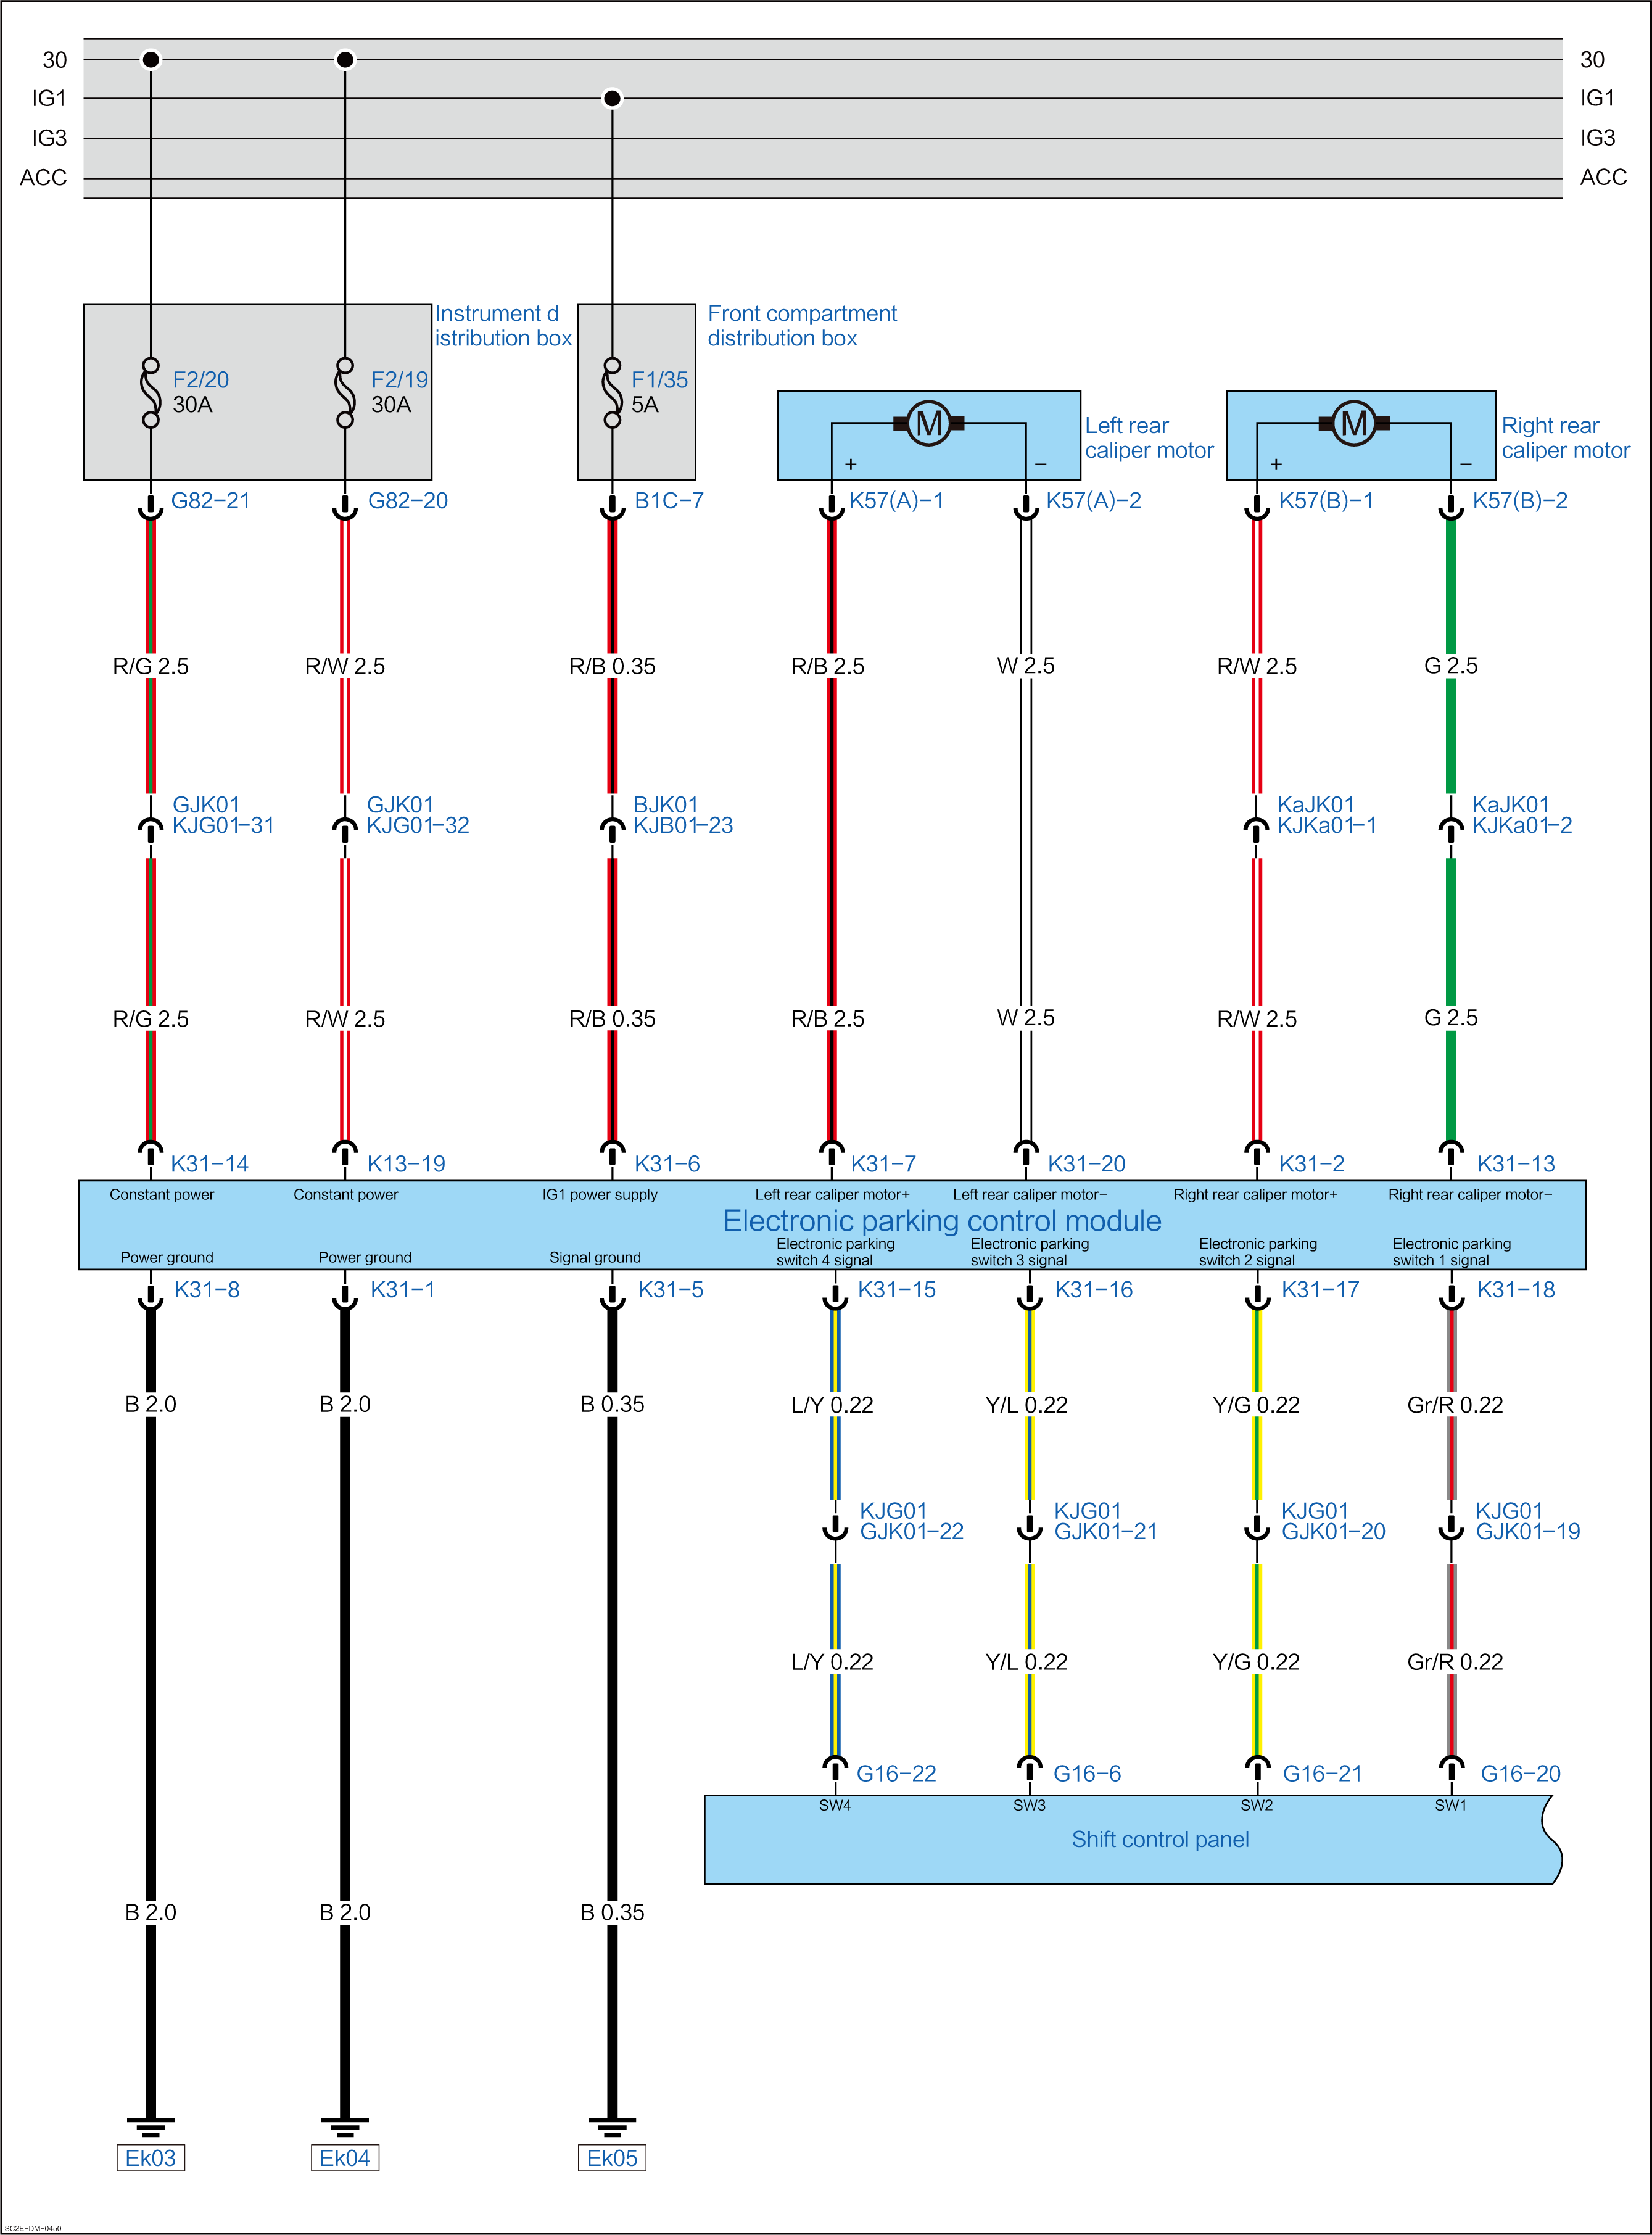 30
30
IG1
IG1
IG3
IG3
ACC
ACC
Instrument d
istribution box
Front compartment
distribution box
F2/20
30A
F2/19
30A
F1/35
5A
M
+
−
Left rear
caliper motor
M
+
−
Right rear
caliper motor
G82−21
G82−20
B1C−7
K57(A)−1
K57(A)−2
K57(B)−1
K57(B)−2
R/G 2.5
R/W 2.5
R/B 0.35
R/B 2.5
W 2.5
R/W 2.5
G 2.5
GJK01
KJG01−31
GJK01
KJG01−32
BJK01
KJB01−23
KaJK01
KJKa01−1
KaJK01
KJKa01−2
R/G 2.5
R/W 2.5
R/B 0.35
R/B 2.5
W 2.5
R/W 2.5
G 2.5
K31−14
K13−19
K31−6
K31−7
K31−20
K31−2
K31−13
Constant power
Constant power
IG1 power supply
Left rear caliper motor+
Left rear caliper motor−
Right rear caliper motor+
Right rear caliper motor−
Electronic parking control module
Power ground
Power ground
Signal ground
Electronic parking
switch 4 signal
Electronic parking
switch 3 signal
Electronic parking
switch 2 signal
Electronic parking
switch 1 signal
K31−8
K31−1
K31−5
K31−15
K31−16
K31−17
K31−18
B 2.0
B 2.0
B 0.35
L/Y 0.22
Y/L 0.22
Y/G 0.22
Gr/R 0.22
KJG01
GJK01−22
KJG01
GJK01−21
KJG01
GJK01−20
KJG01
GJK01−19
L/Y 0.22
Y/L 0.22
Y/G 0.22
Gr/R 0.22
G16−22
G16−6
G16−21
G16−20
SW4
SW3
SW2
SW1
Shift control panel
B 2.0
B 2.0
B 0.35
Ek03
Ek04
Ek05
SC2E−DM−0450